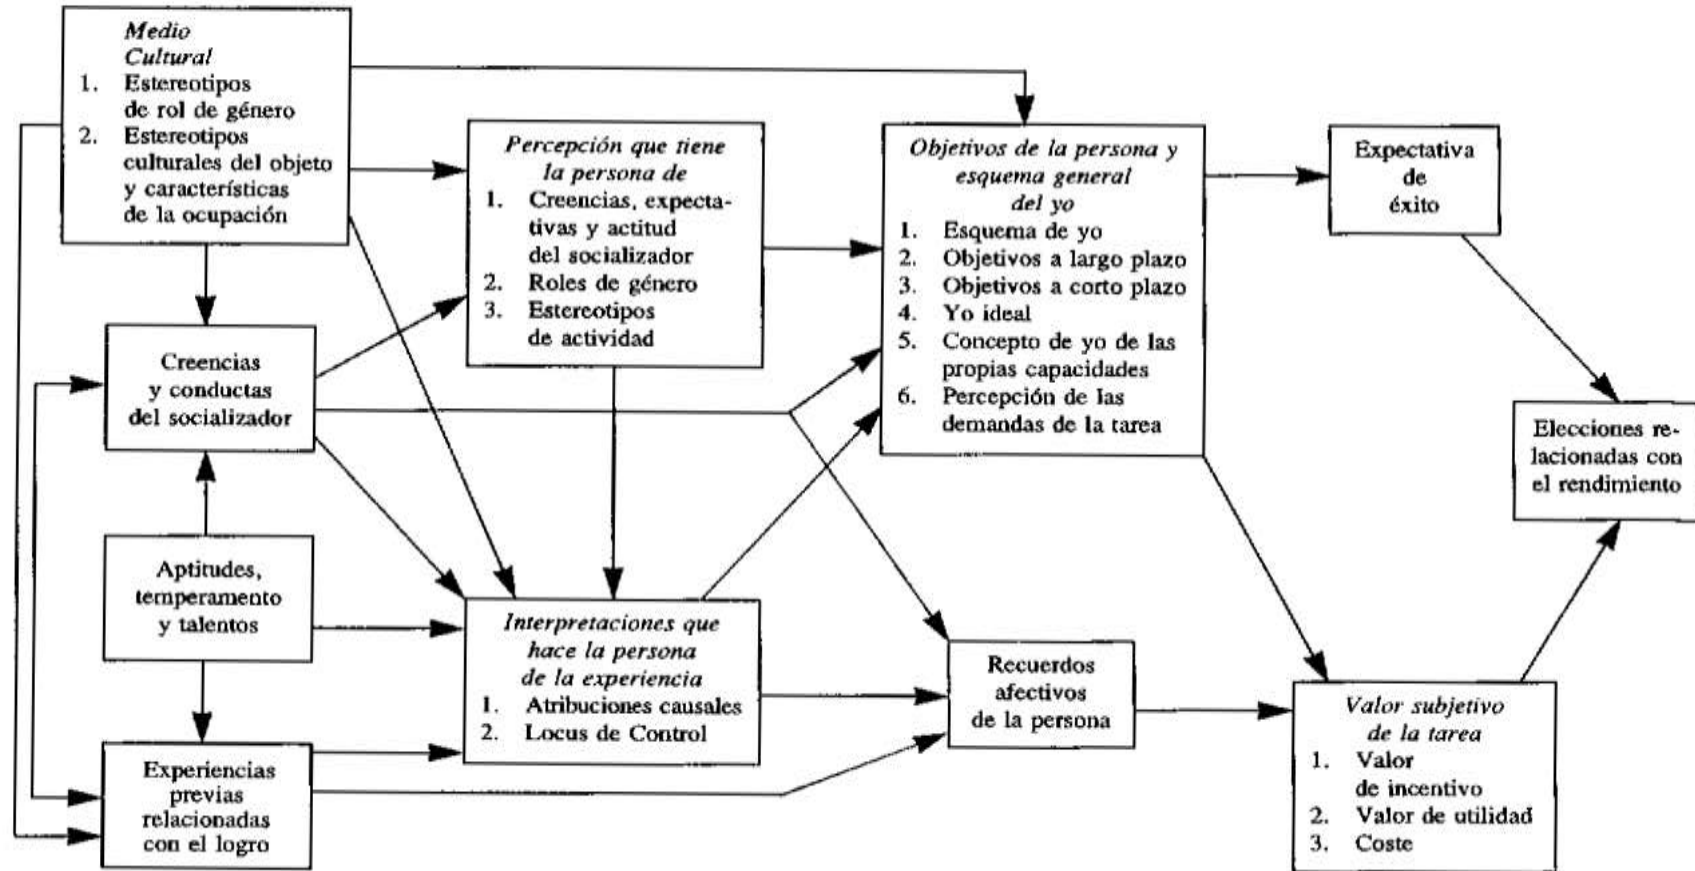 Medio
Cultural
1. Estereotipos
de rol de género
2. Estereotipos
culturales del objeto
y características
de la ocupación
Creencias
y conductas
del socializador
Aptitudes,
temperamento
y talentos
Experiencias
previas
relacionadas
con el logro
Percepción que tiene
la persona de
1. Creencias, expecta-
tivas y actitud
del socializador
2. Roles de género
3. Estereotipos
de actividad
Interpretaciones que
hace la persona
de la experiencia
1. Atribuciones causales
2. Locus de Control
Objetivos de la persona y
esquema general
del yo
1. Esquema de yo
2. Objetivos a largo plazo
3. Objetivos a corto plazo
4. Yo ideal
5. Concepto de yo de las
propias capacidades
6. Percepción de las
demandas de la tarea
Recuerdos
afectivos
de la persona
Expectativa
de
éxito
Valor subjetivo
de la tarea
1. Valor
de incentivo
2. Valor de utilidad
3. Coste
Elecciones re-
lacionadas con
el rendimiento